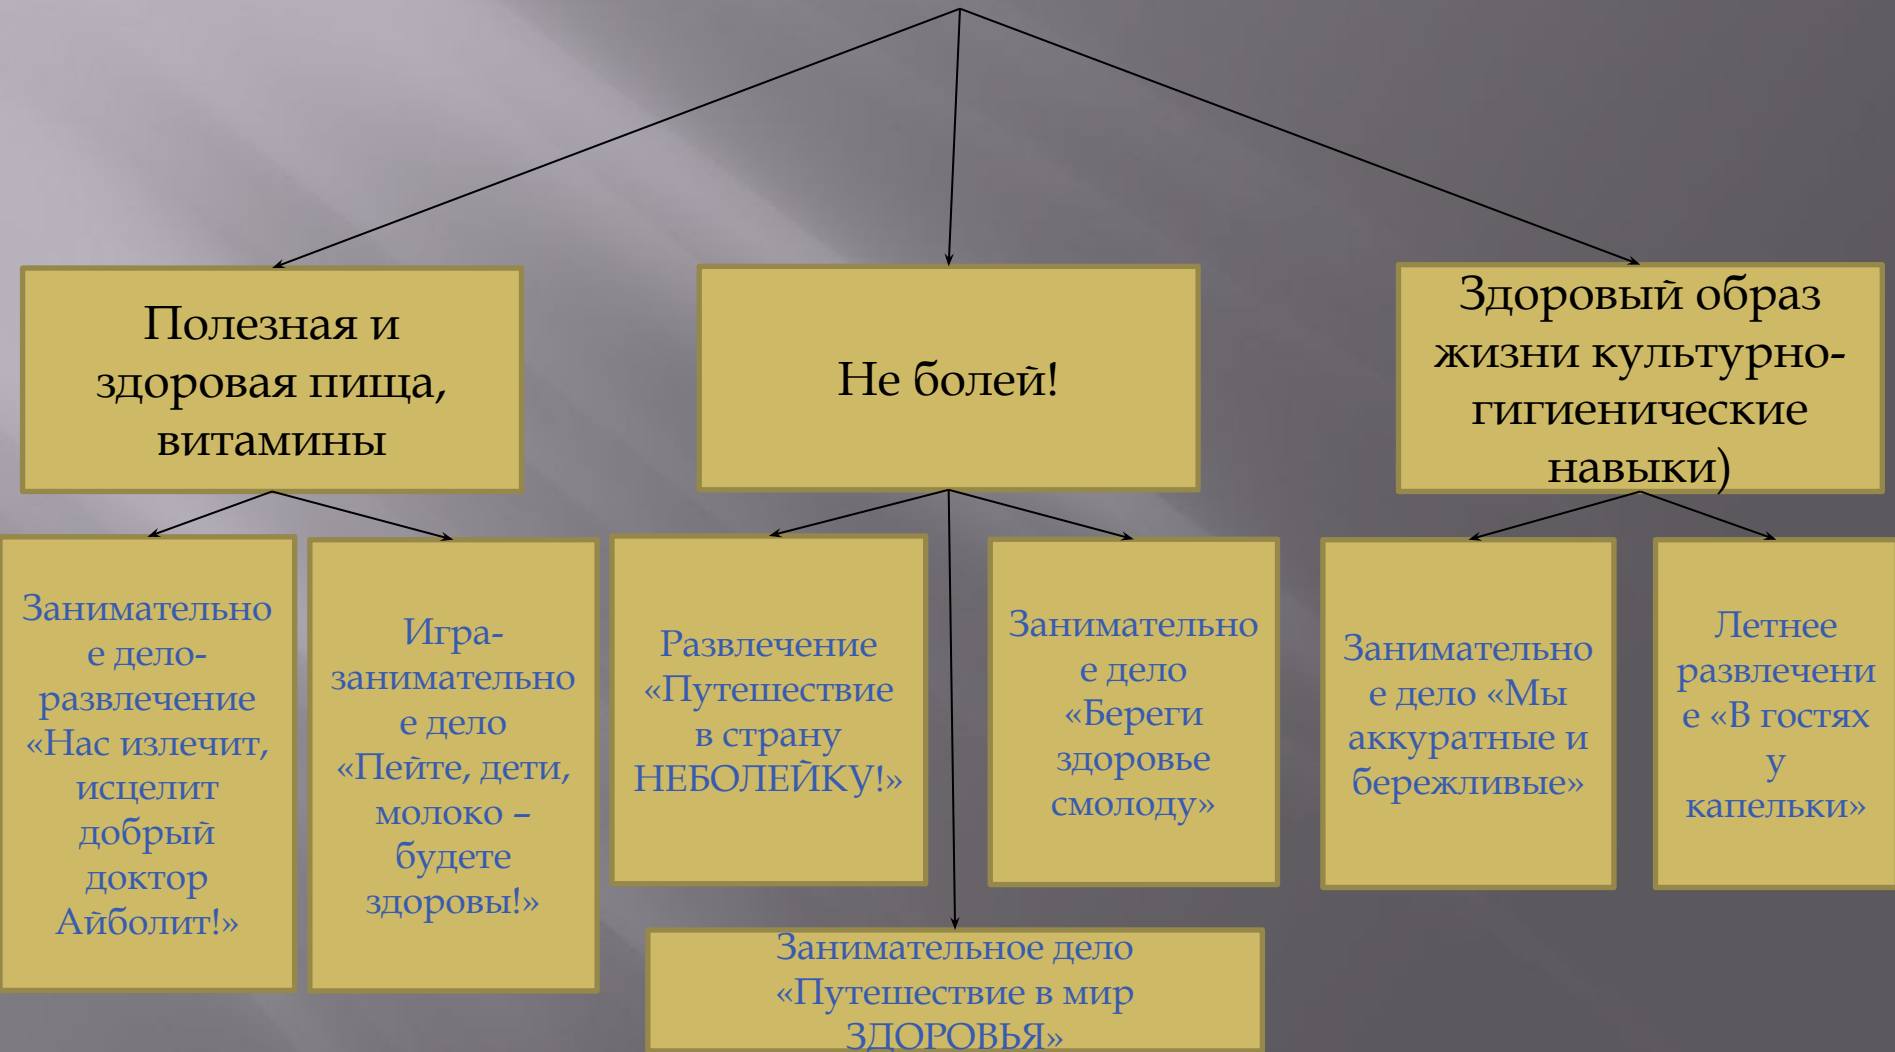 Полезная и
здоровая пища,
витамины
Не болей!
Здоровый образ
жизни культурно-
гигиенические
навыки)
Занимательно
е дело-
развлечение
«Нас излечит,
исцелит
добрый
доктор
Айболит!»
Игра-
занимательно
е дело
«Пейте, дети,
молоко –
будете
здоровы!»
Развлечение
«Путешествие
в страну
НЕБОЛЕЙКУ!»
Занимательно
е дело
«Береги
здоровье
смолоду»
Занимательно
е дело «Мы
аккуратные и
бережливые»
Летнее
развлечени
е «В гостях
у
капельки»
Занимательное дело
«Путешествие в мир
ЗДОРОВЬЯ»